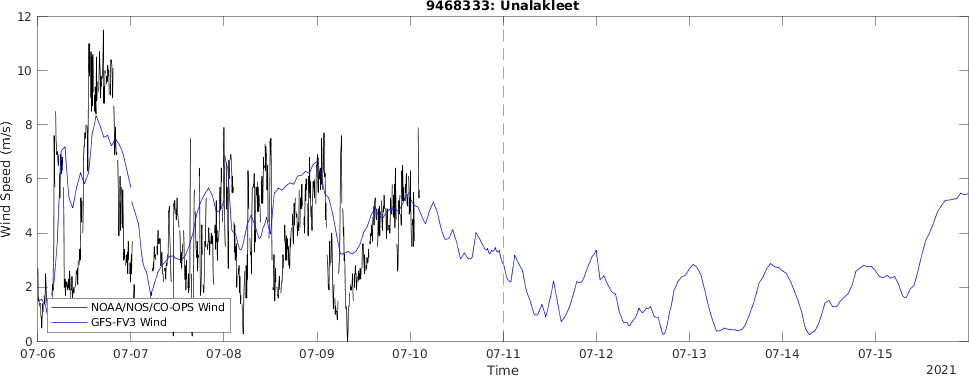 9468333: Unalakleet
12
10
8
6
4
2
0
Wind Speed (m/s)
NOAA/NOS/CO-OPS Wind
GFS-FV3 Wind
07-06 07-07 07-08 07-09 07-10 07-11 07-12 07-13 07-14 07-15
Time
2021